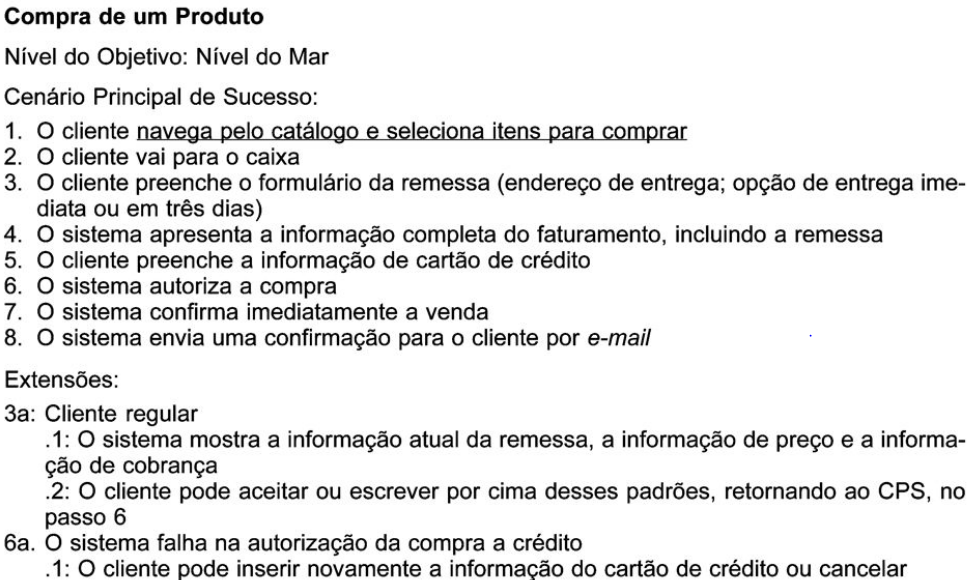 Compra de um Produto
Nível do Objetivo: Nível do Mar
Cenário Principal de Sucesso:
1. O cliente navega pelo catálogo e seleciona itens para comprar
2. O cliente vai para o caixa
3. O cliente preenche o formulário da remessa (endereço de entrega; opção de entrega ime-
diata ou em três dias)
4. O sistema apresenta a informação completa do faturamento, incluindo a remessa
5. O cliente preenche a informação de cartão de crédito
6. O sistema autoriza a compra
7. O sistema confirma imediatamente a venda
8. O sistema envia uma confirmação para o cliente por e-mail
Extensões:
3a: Cliente regular
.1: O sistema mostra a informação atual da remessa, a informação de preço e a informa-
ção de cobrança
.2: O cliente pode aceitar ou escrever por cima desses padrões, retornando ao CPS, no
passo 6
6a. O sistema falha na autorização da compra a crédito
.1: O cliente pode inserir novamente a informação do cartão de crédito ou cancelar